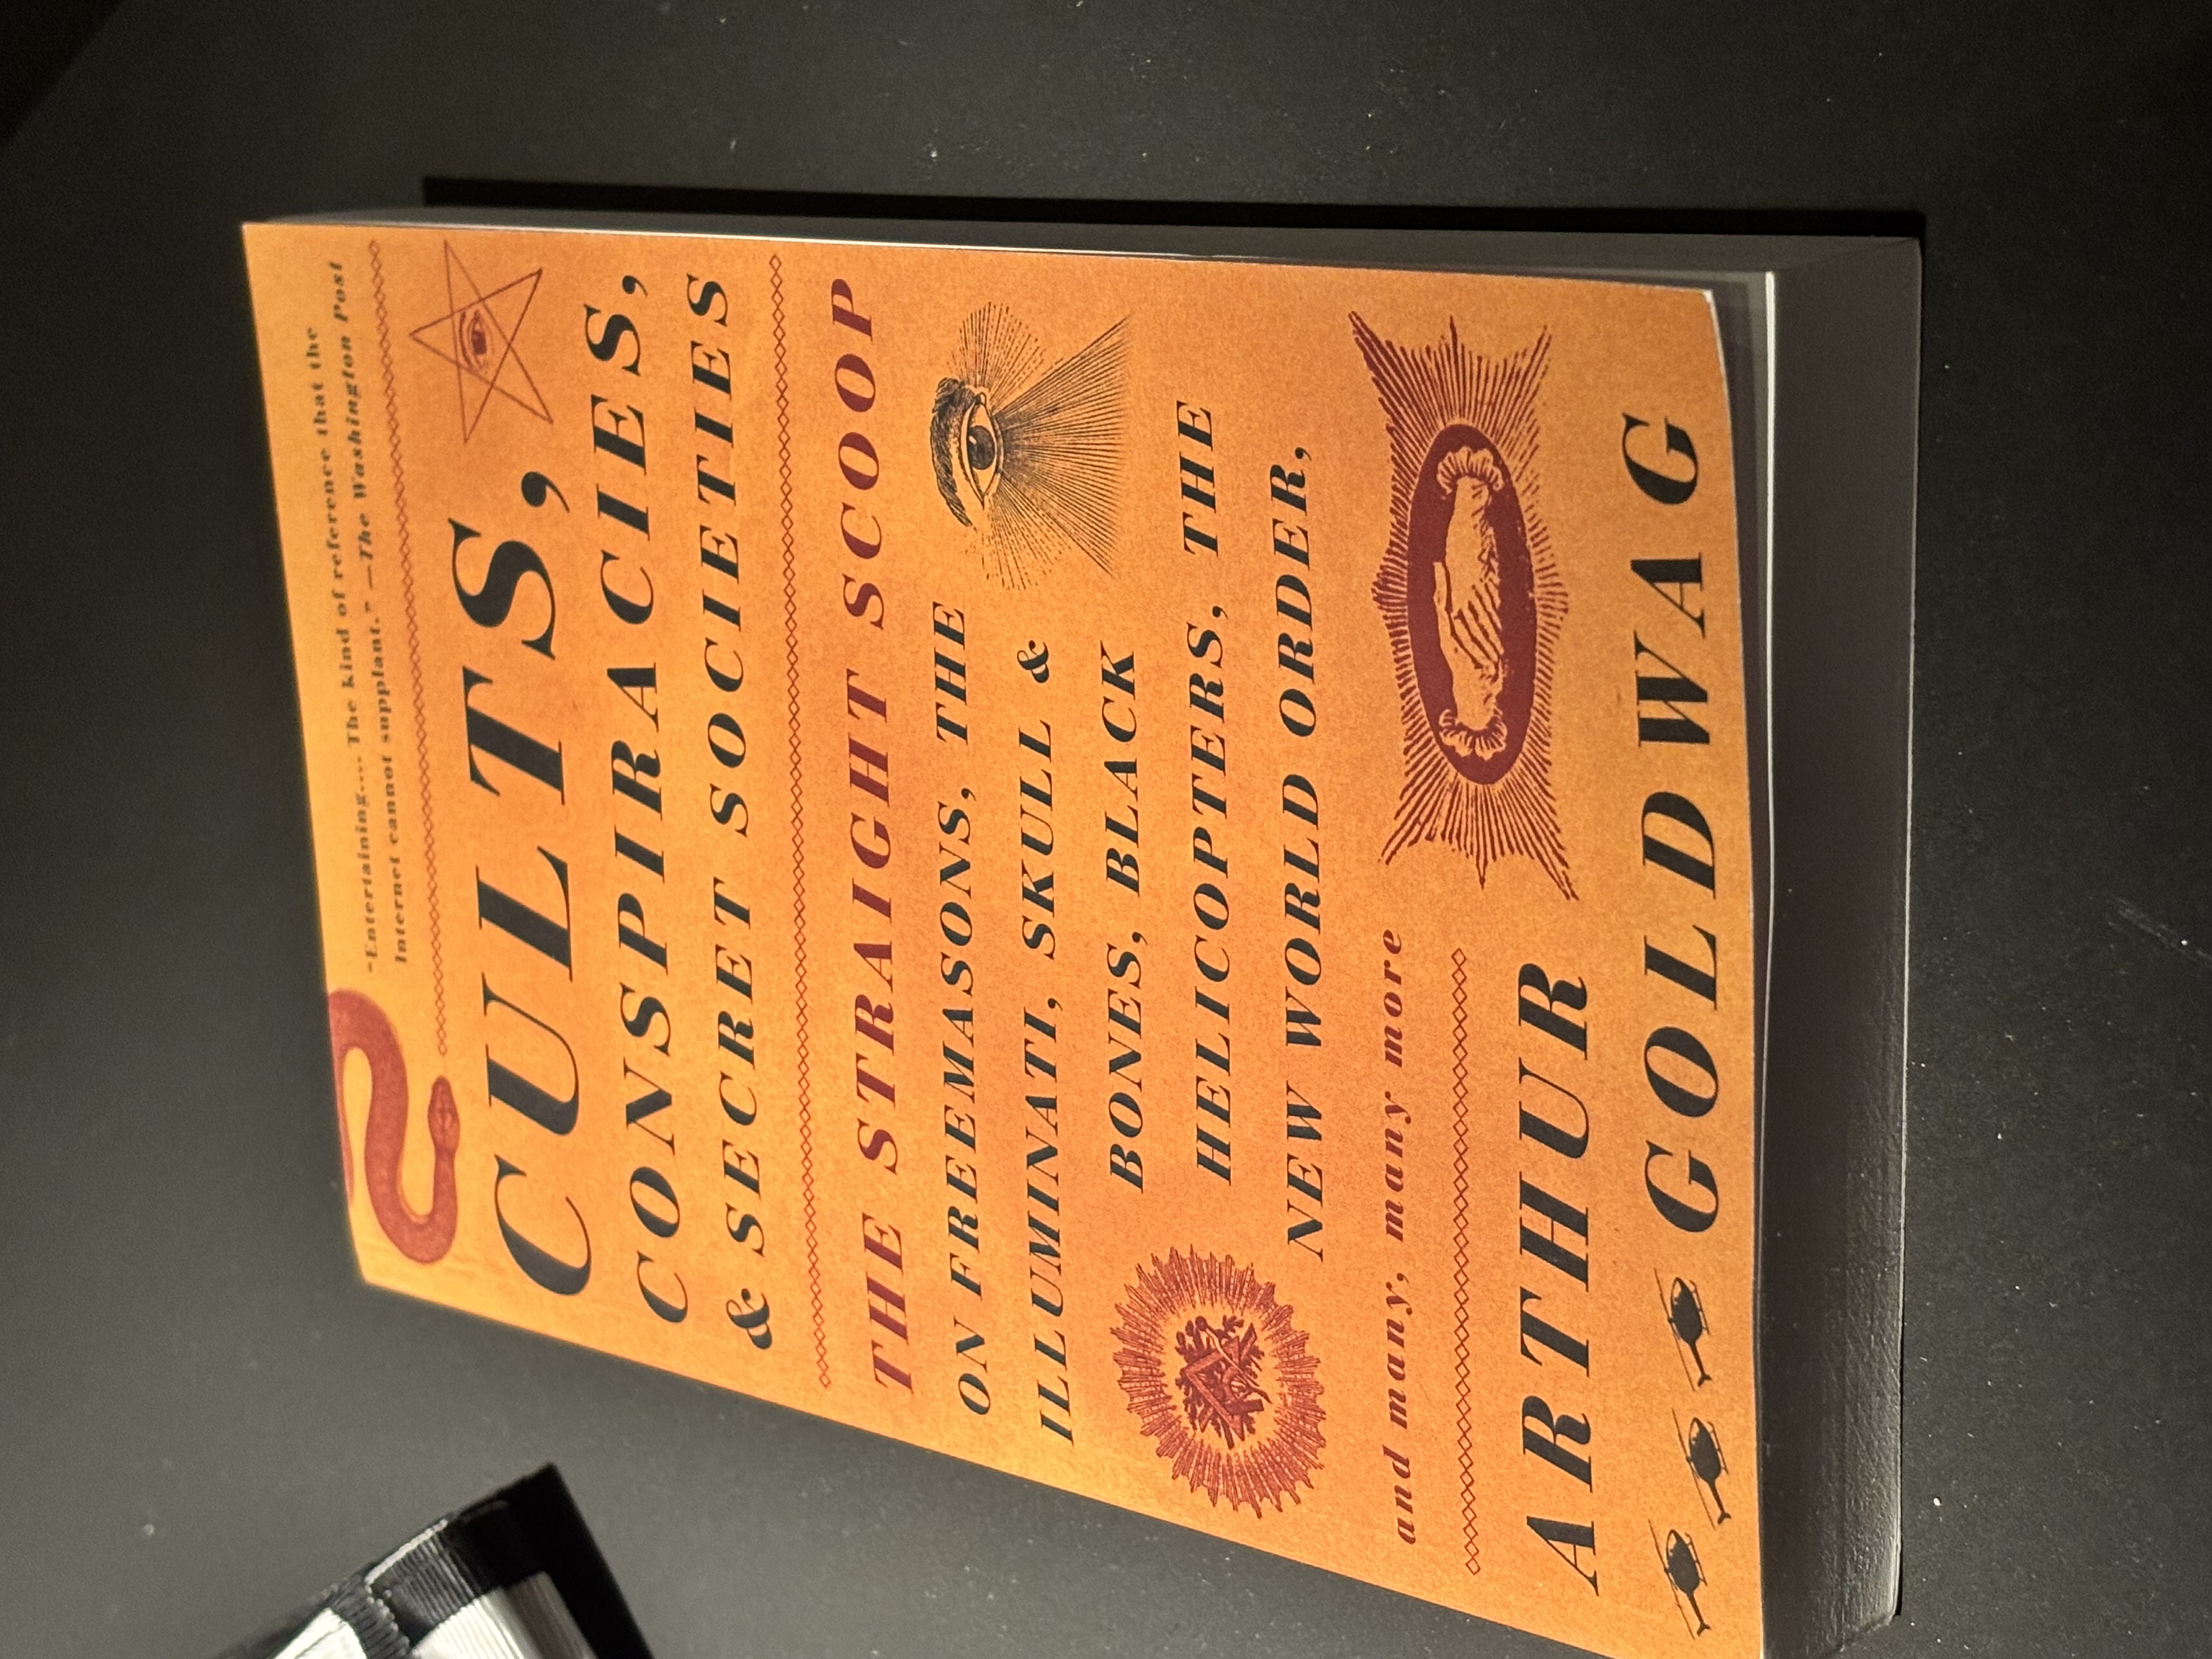 "Entertaining.... The kind of reference that the
Internet cannot supplant." —The Washington Post
CULTS,
CONSPIRACIES,
& SECRET SOCIETIES
THE STRAIGHT SCOOP
ON FREEMASONS, THE
ILLUMINATI, SKULL &
BONES, BLACK
HELICOPTERS, THE
NEW WORLD ORDER,
and many, many more
ARTHUR
GOLDWAG